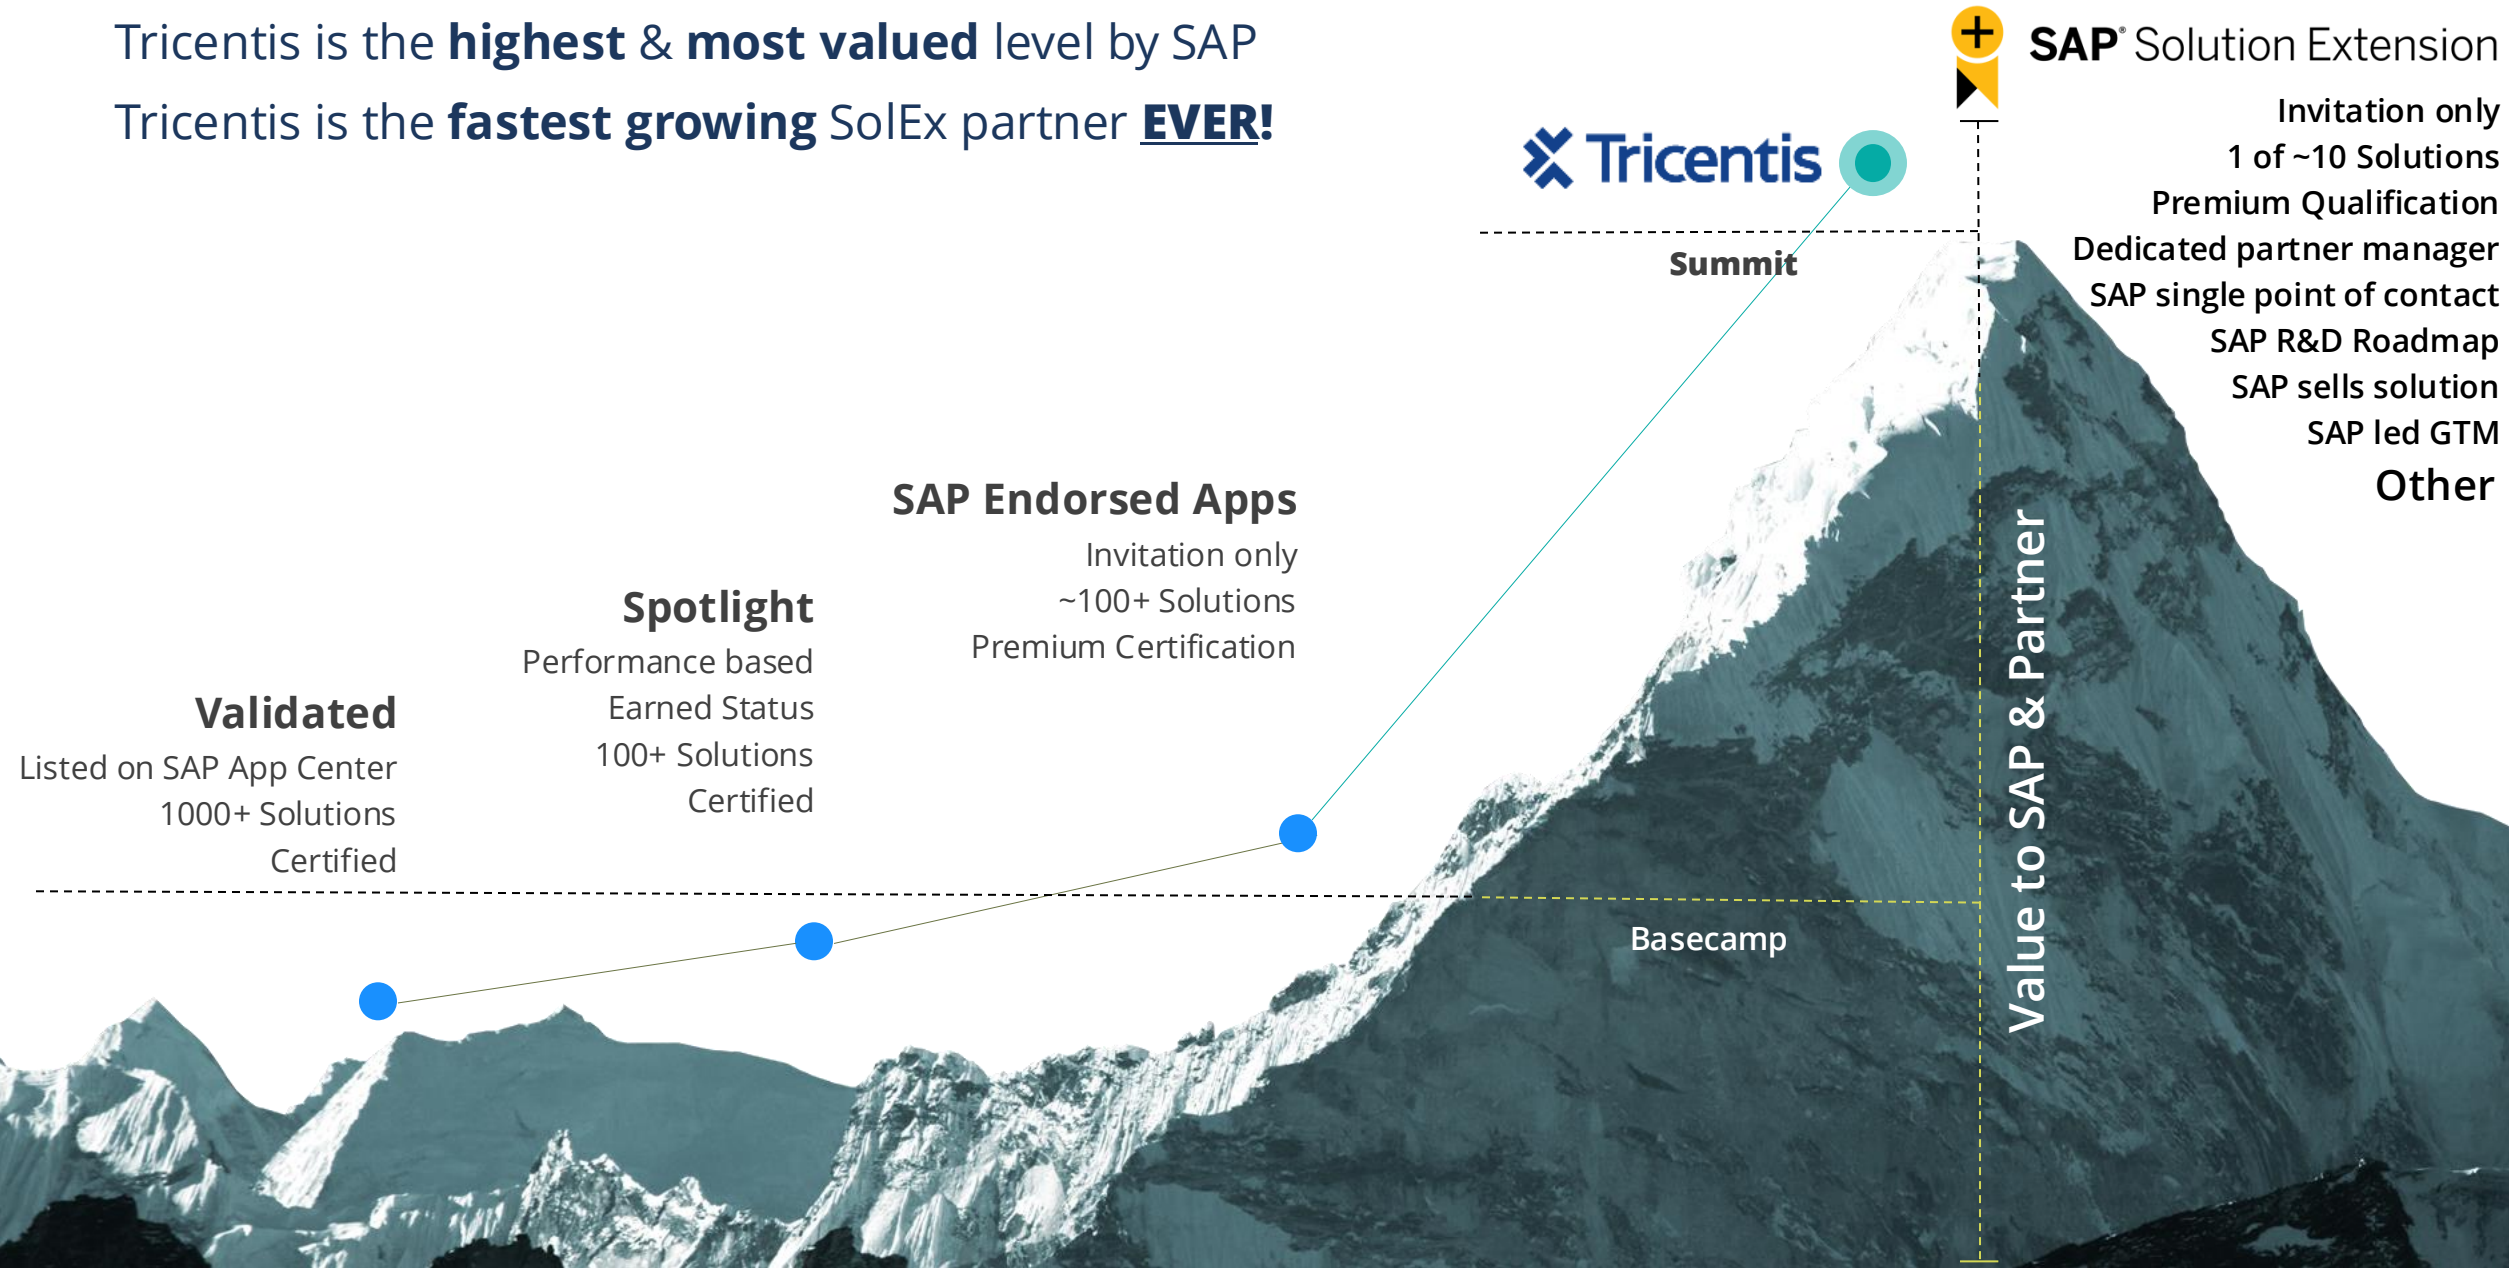 Tricentis is the highest & most valued level by SAP
Tricentis is the fastest growing SolEx partner EVER!
SAP® Solution Extension
Invitation only
1 of ~10 Solutions
Premium Qualification
Dedicated partner manager
SAP single point of contact
SAP R&D Roadmap
SAP sells solution
SAP led GTM
Other
Tricentis
Summit
SAP Endorsed Apps
Invitation only
~100+ Solutions
Premium Certification
Spotlight
Performance based
Earned Status
100+ Solutions
Certified
Validated
Listed on SAP App Center
1000+ Solutions
Certified
Basecamp
Value to SAP & Partner